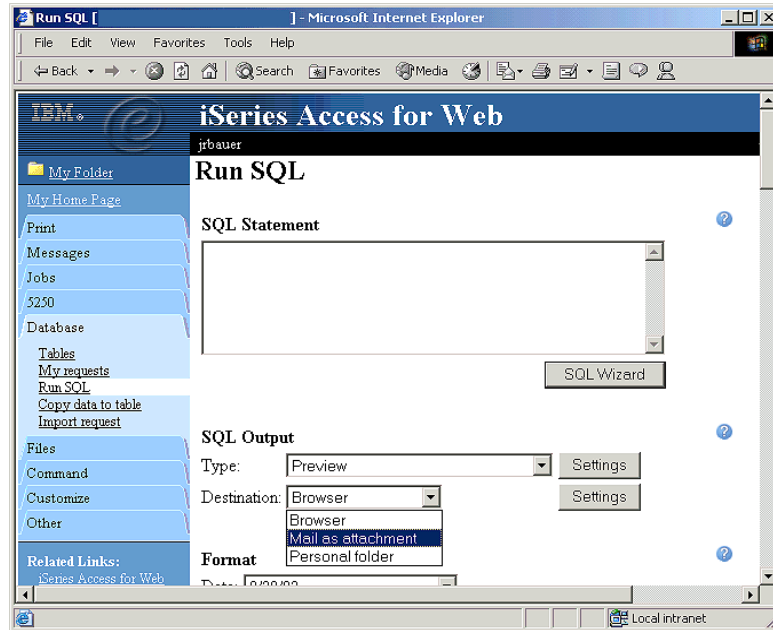 Run SQL [ ] - Microsoft Internet Explorer
File Edit View Favorites Tools Help
Back Search Favorites Media
IBM® e
iSeries Access for Web
jrbauer
My Folder
My Home Page
Print
Messages
Jobs
5250
Database
Tables
My requests
Run SQL
Copy data to table
Import request
Files
Command
Customize
Other
Related Links:
iSeries Access for Web
Run SQL
SQL Statement
?
SQL Wizard
SQL Output
?
Type: Preview Settings
Destination: Browser Settings
Browser
Mail as attachment
Personal folder
Format
?
Local intranet